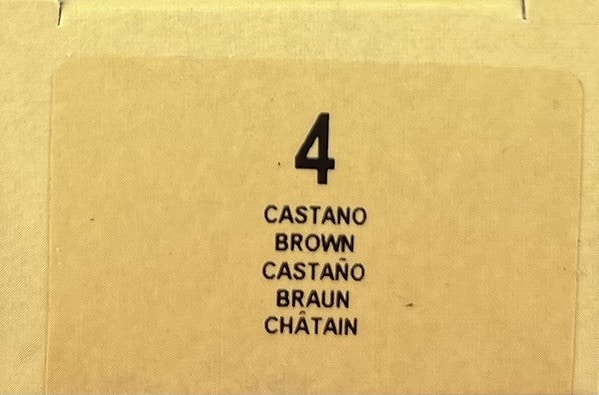 4
CASTANO
BROWN
CASTAÑO
BRAUN
CHÂTAIN